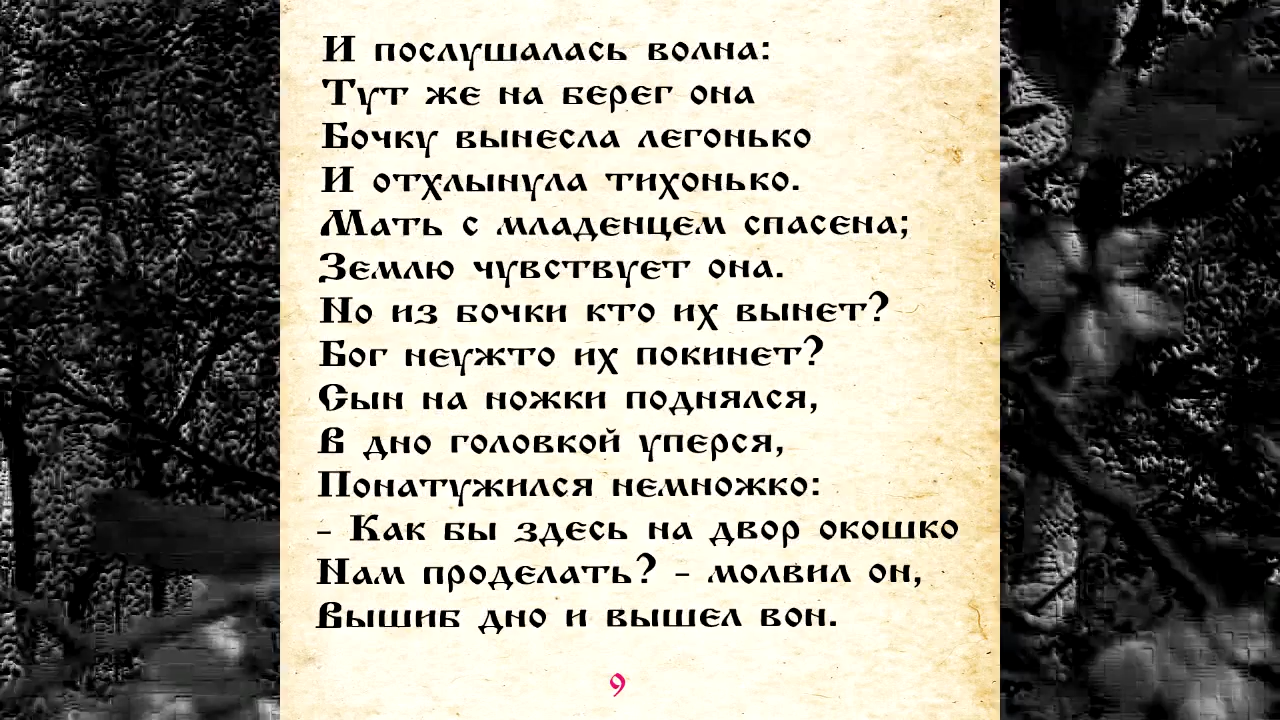 И послушалась волна:
Тут же на берег она
Бочку вынесла легонько
И отхлынула тихонько.
Мать с младенцем спасена;
Землю чувствует она.
Но из бочки кто их вынет?
Бог неужто их покинет?
Сын на ножки поднялся,
В дно головкой уперся,
Понатужился немножко:
– Как бы здесь на двор окошко
Нам проделать? – молвил он,
Вышиб дно и вышел вон.
9